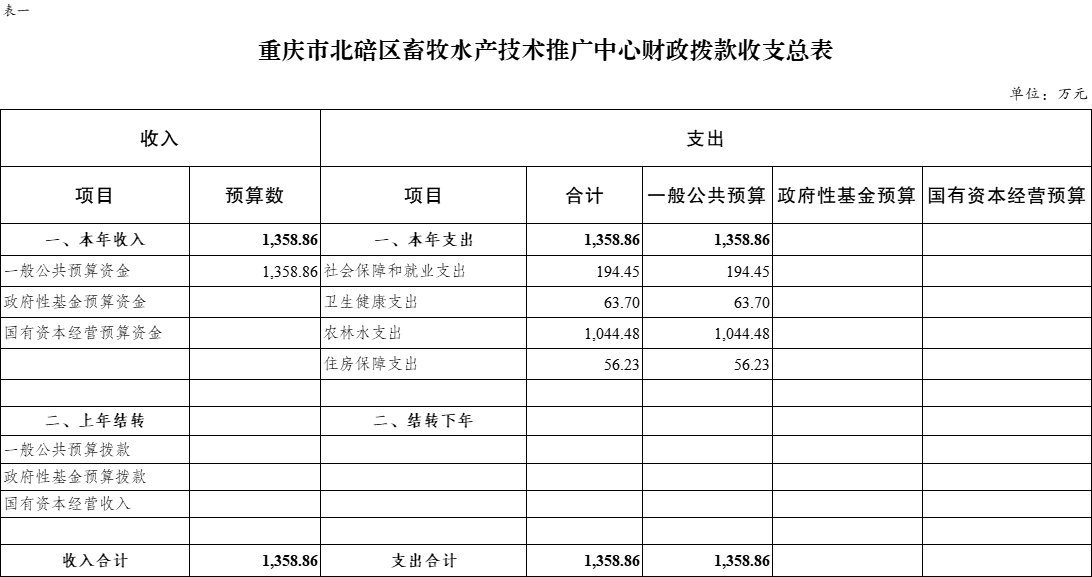 表一
重庆市北碚区畜牧水产技术推广中心财政拨款收支总表
单位：万元
收入 支出
项目 预算数 项目 合计 一般公共预算 政府性基金预算 国有资本经营预算
一、本年收入 1,358.86 一、本年支出 1,358.86 1,358.86
一般公共预算资金 1,358.86 社会保障和就业支出 194.45 194.45
政府性基金预算资金 卫生健康支出 63.70 63.70
国有资本经营预算资金 农林水支出 1,044.48 1,044.48
住房保障支出 56.23 56.23
二、上年结转 二、结转下年
一般公共预算拨款
政府性基金预算拨款
国有资本经营收入
收入合计 1,358.86 支出合计 1,358.86 1,358.86